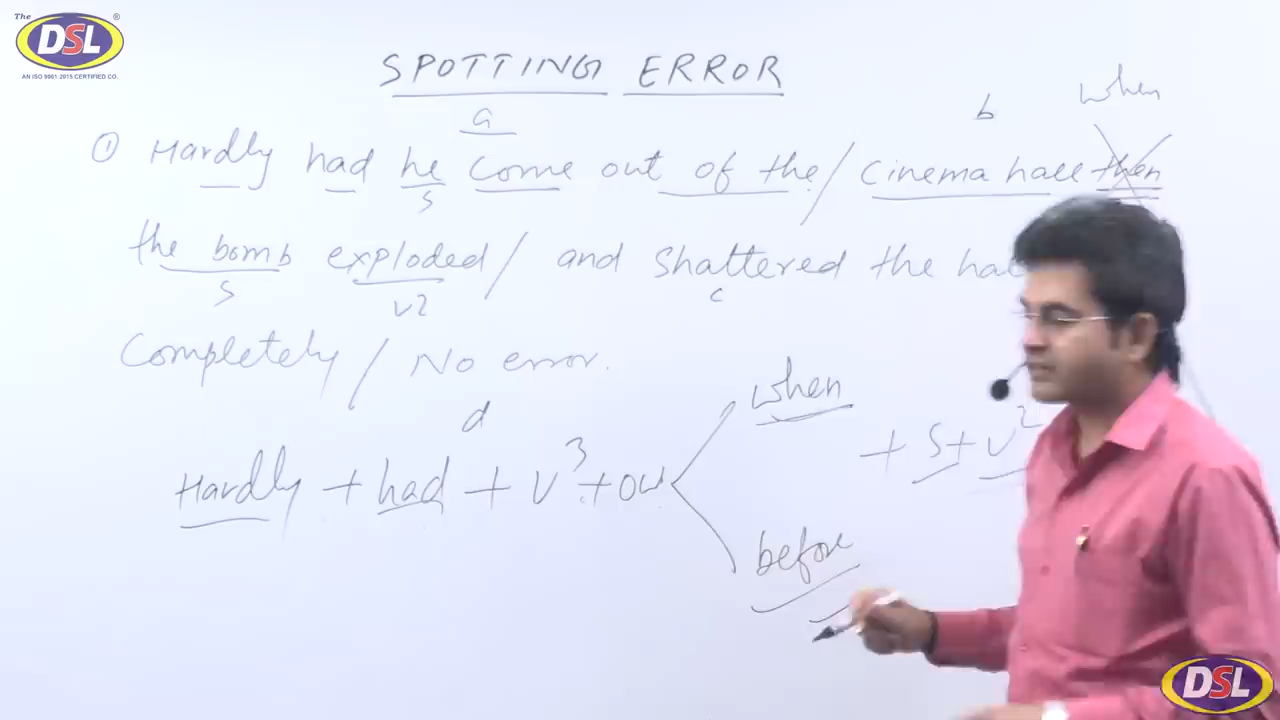 The
DSL
®
AN ISO 9001:2015 CERTIFIED CO.
SPOTTING ERROR
a
b
when
① Hardly had he come out of the/ Cinema hall then
S
the bomb exploded/ and shattered the
S
V2
c
Completely/ No error.
d
when
Hardly + had + V3 + out
+ S + V2
before
DSL